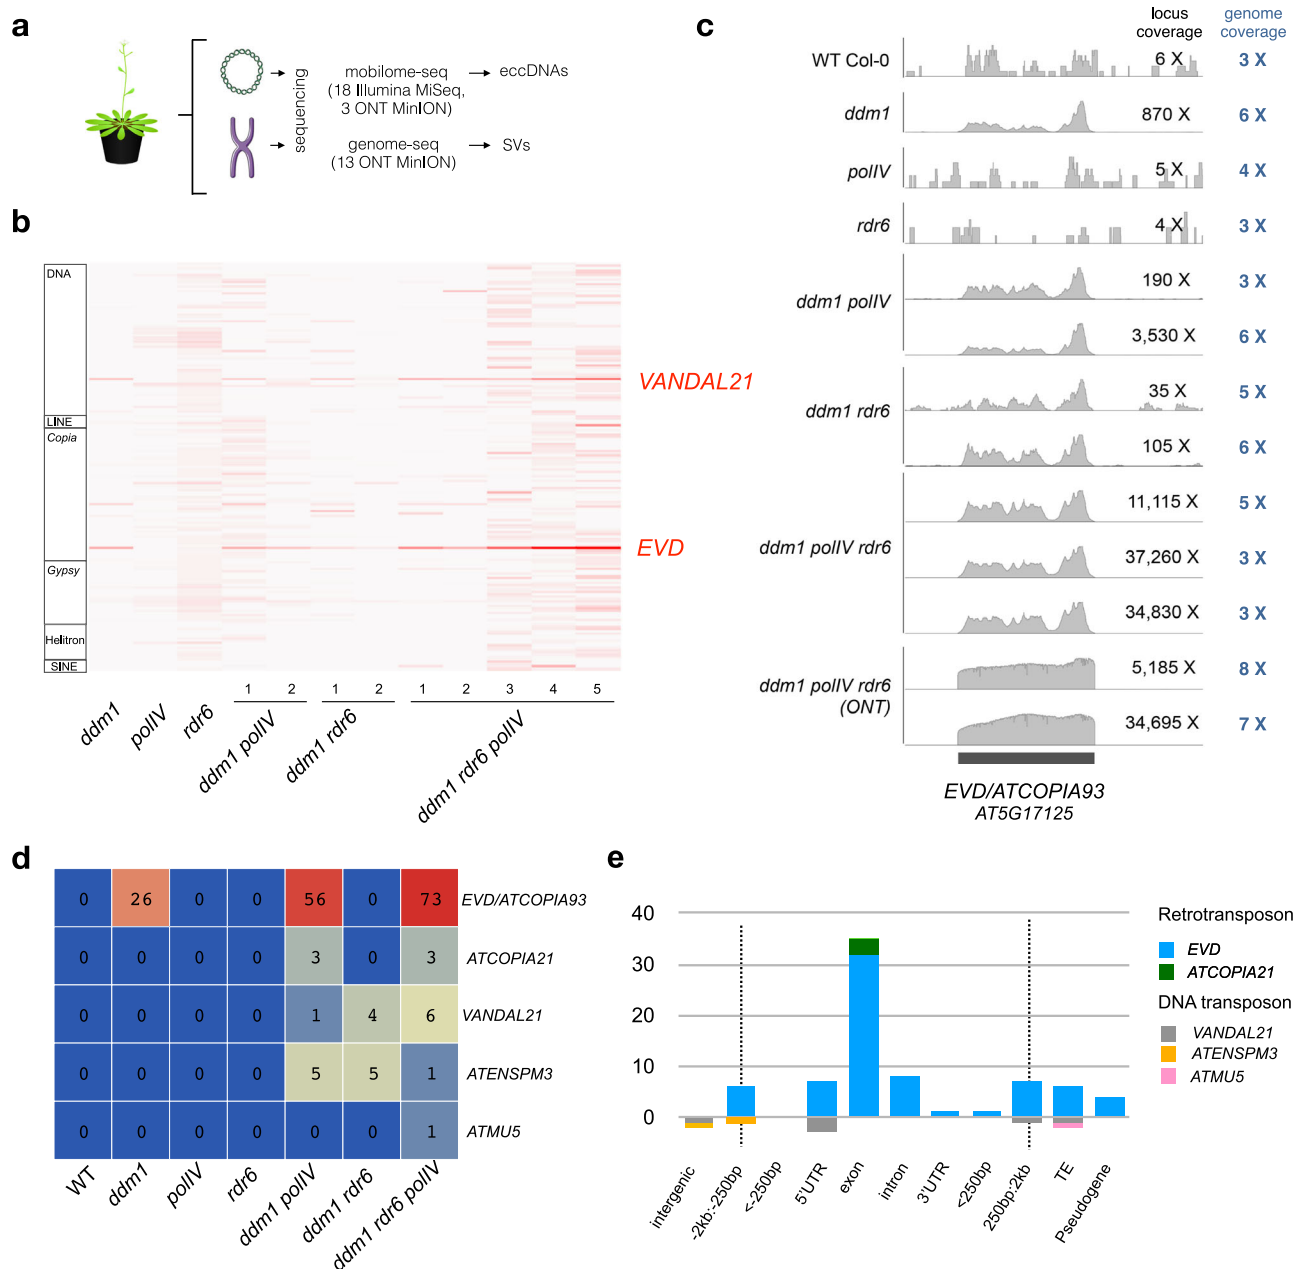 a
sequencing
mobilome-seq
(18 Illumina MiSeq,
3 ONT MinION)
eccDNAs
genome-seq
(13 ONT MinION)
SVs
b
DNA
LINE
Copia
Gypsy
Helitron
SINE
VANDAL21
EVD
1 2 1 2 1 2 3 4 5
ddm1
polIV
rdr6
ddm1 polIV
ddm1 rdr6
ddm1 rdr6 polIV
c
locus
coverage
genome
coverage
WT Col-0 6 X 3 X
ddm1 870 X 6 X
polIV 5 X 4 X
rdr6 4 X 3 X
ddm1 polIV
190 X 3 X
3,530 X 6 X
ddm1 rdr6
35 X 5 X
105 X 6 X
ddm1 polIV rdr6
11,115 X 5 X
37,260 X 3 X
34,830 X 3 X
ddm1 polIV rdr6
(ONT)
5,185 X 8 X
34,695 X 7 X
EVD/ATCOPIA93
AT5G17125
d
0 26 0 0 56 0 73 EVD/ATCOPIA93
0 0 0 0 3 0 3 ATCOPIA21
0 0 0 0 1 4 6 VANDAL21
0 0 0 0 5 5 1 ATENSPM3
0 0 0 0 0 0 1 ATMU5
WT
ddm1
polIV
rdr6
ddm1 polIV
ddm1 rdr6
ddm1 rdr6 polIV
e
40
30
20
10
0
intergenic
-2kb:-250bp
<-250bp
5'UTR
exon
intron
3'UTR
<250bp
250bp:2kb
TE
Pseudogene
Retrotransposon
EVD
ATCOPIA21
DNA transposon
VANDAL21
ATENSPM3
ATMU5